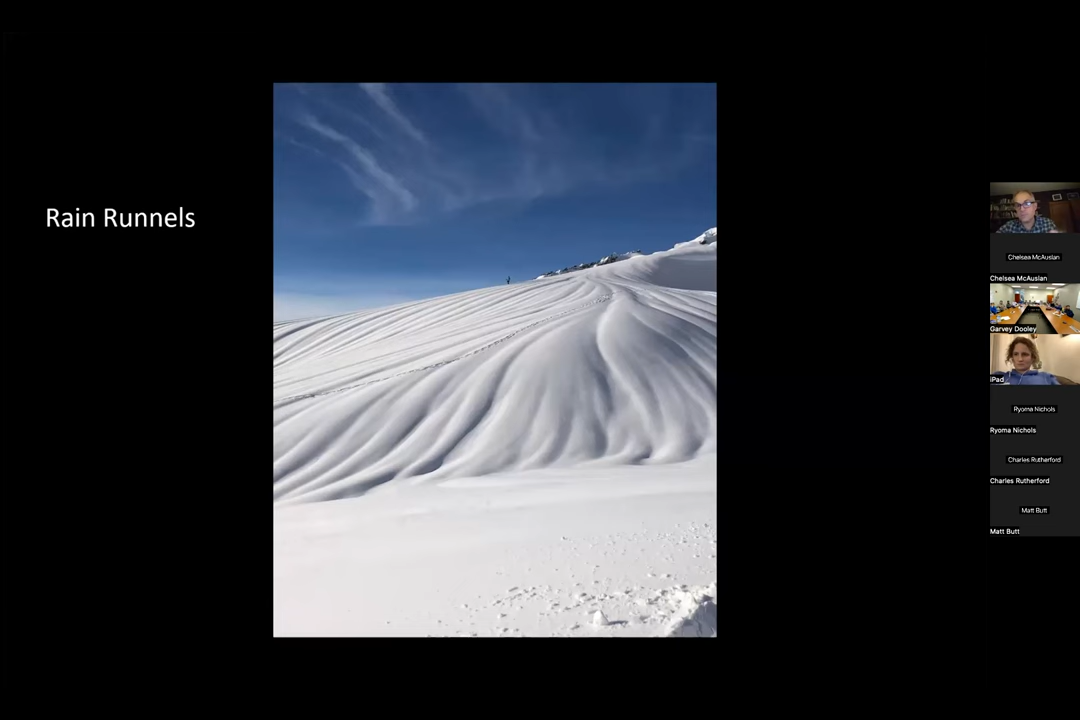 Rain Runnels
Chelsea McAuslan
Chelsea McAuslan
Garvey Dooley
iPad
Ryoma Nichols
Ryoma Nichols
Charles Rutherford
Charles Rutherford
Matt Butt
Matt Butt